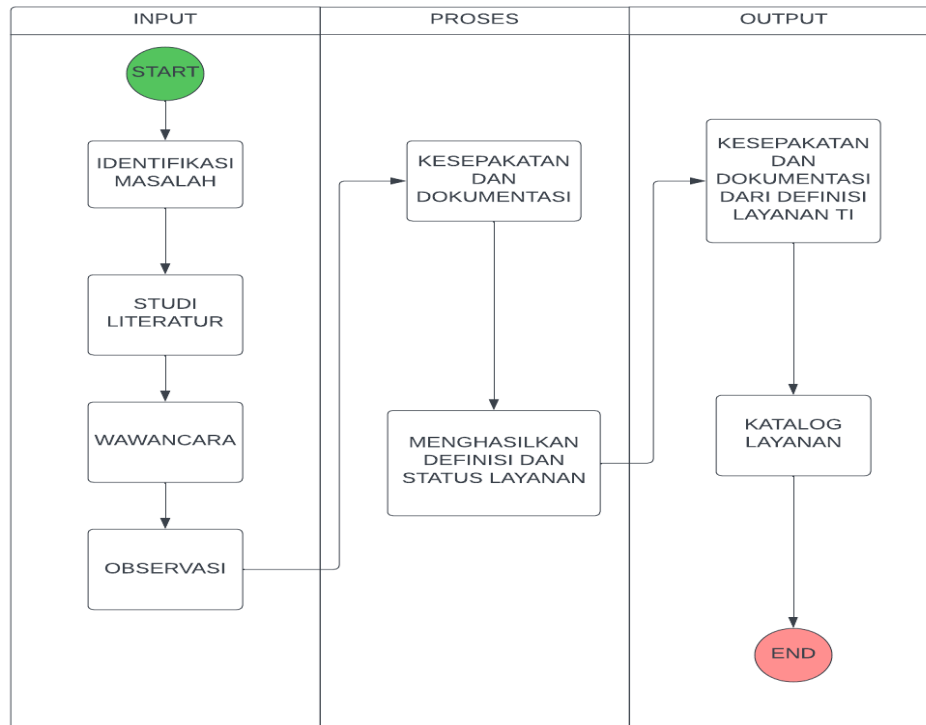 INPUT
PROSES
OUTPUT
START
IDENTIFIKASI
MASALAH
STUDI
LITERATUR
WAWANCARA
OBSERVASI
KESEPAKATAN
DAN
DOKUMENTASI
MENGHASILKAN
DEFINISI DAN
STATUS LAYANAN
KESEPAKATAN
DAN
DOKUMENTASI
DARI DEFINISI
LAYANAN TI
KATALOG
LAYANAN
END